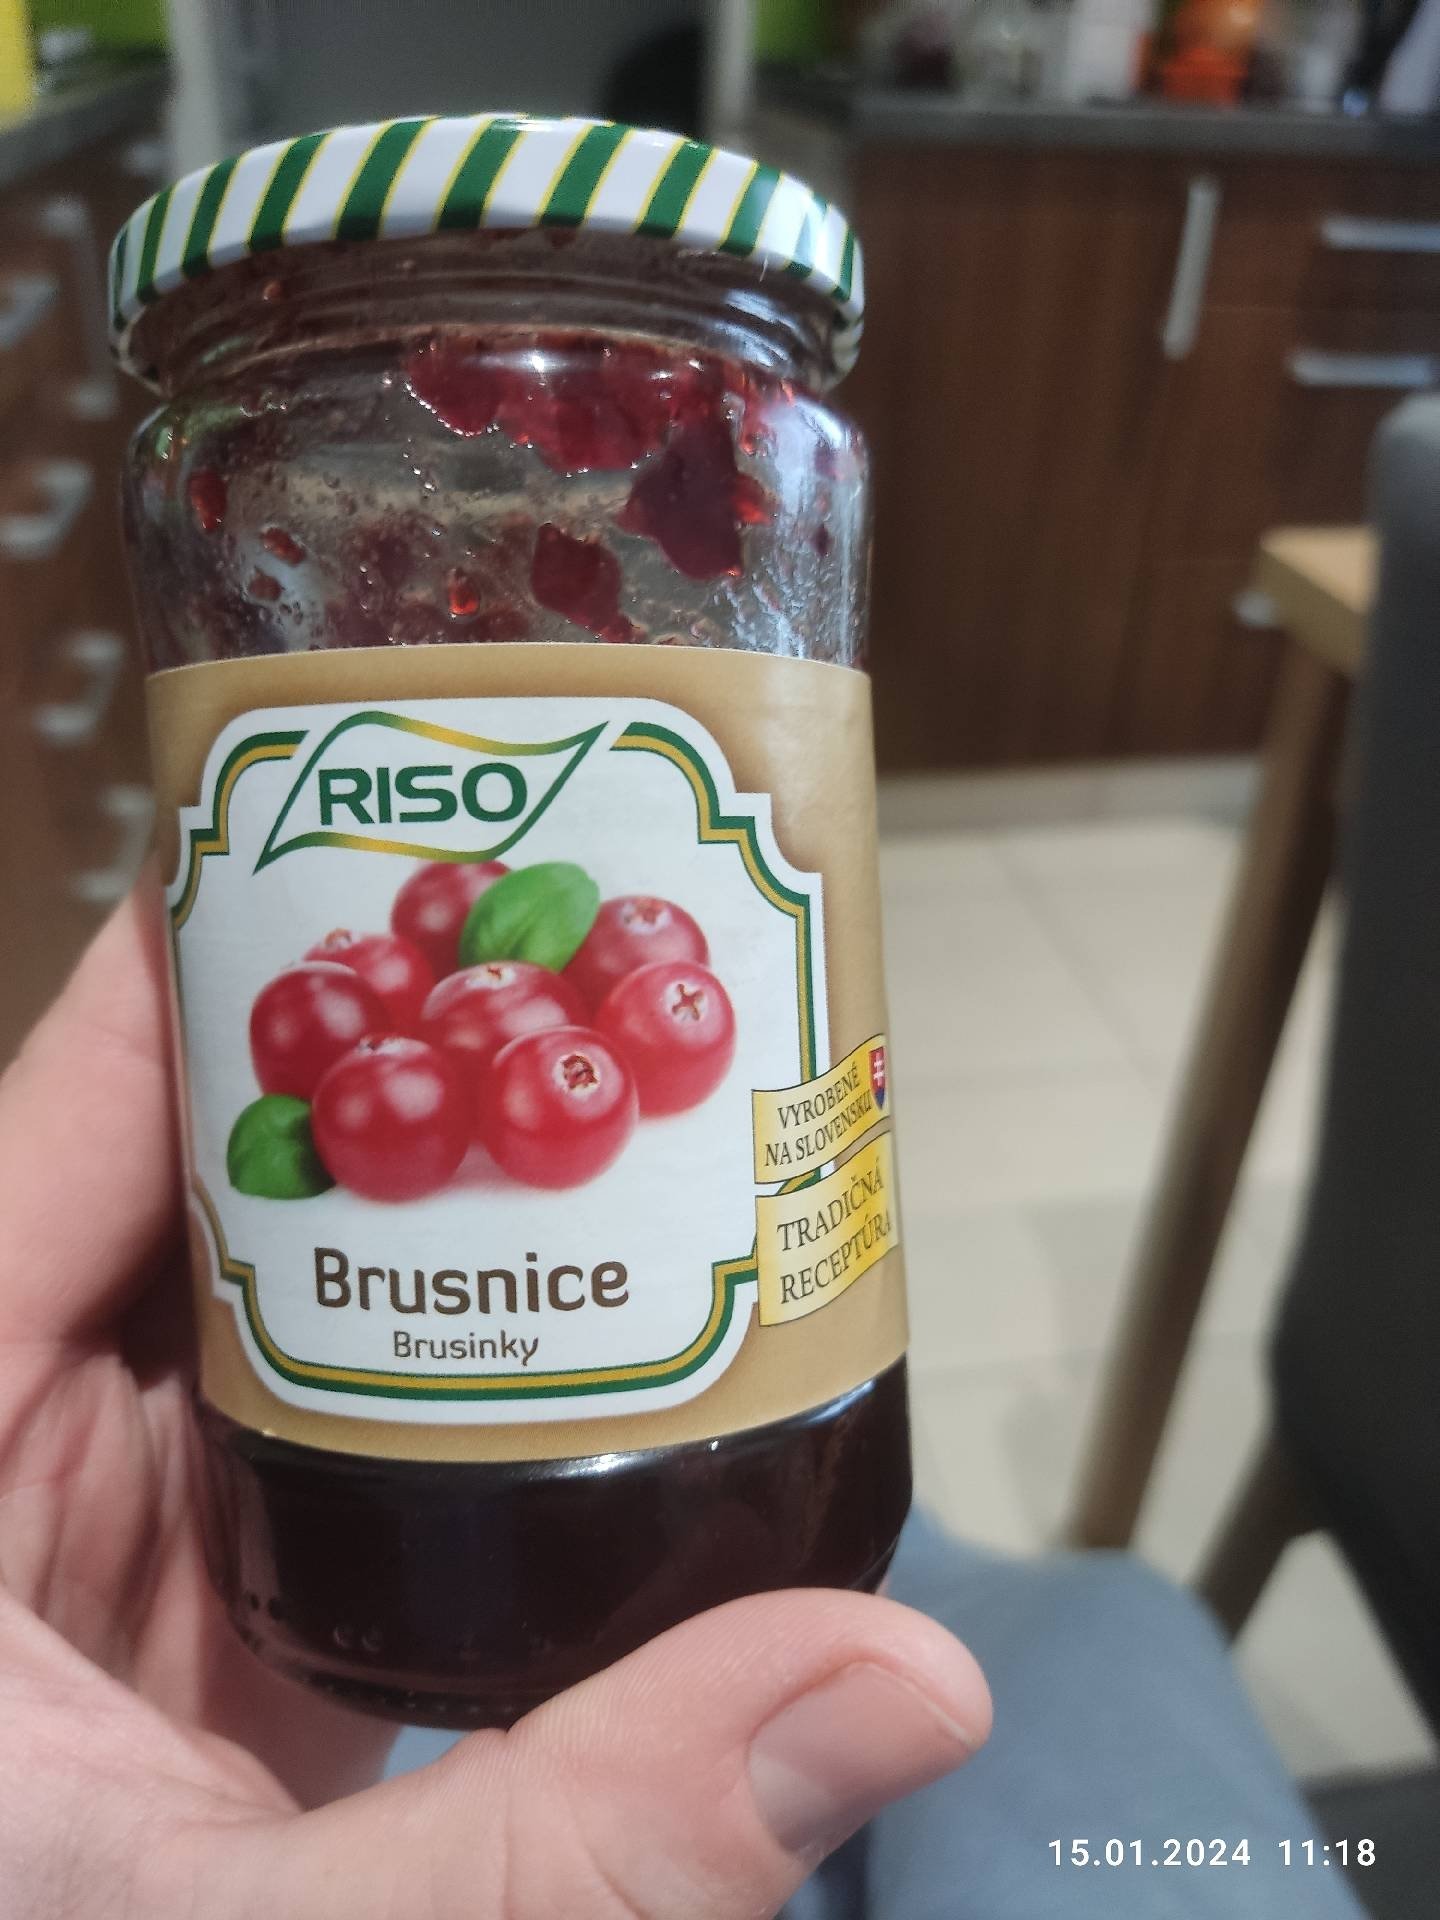 RISO
VYROBENÉ
NA SLOVENSKU
TRADIČNÁ
RECEPTÚRA
Brusnice
Brusinky
15.01.2024 11:18